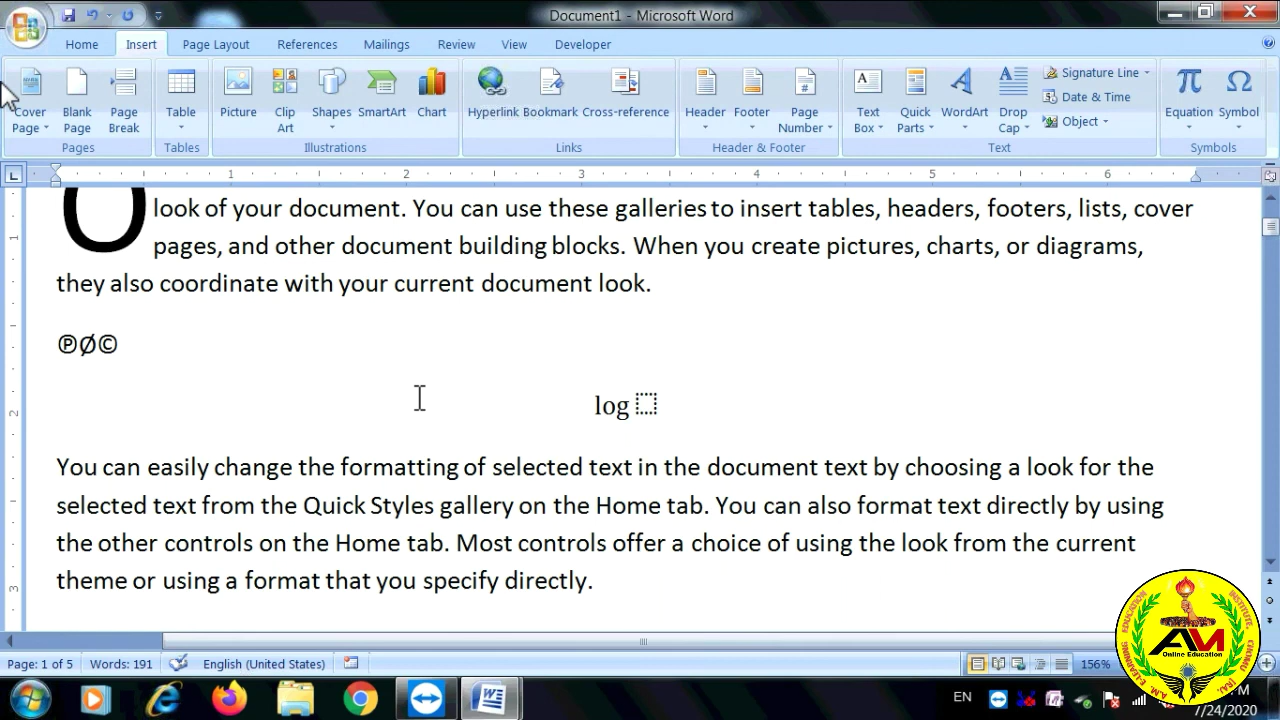 Document1 - Microsoft Word
Home Insert Page Layout References Mailings Review View Developer
Cover Page
Blank Page
Page Break
Table
Picture
Clip Art
Shapes
SmartArt
Chart
Hyperlink
Bookmark
Cross-reference
Header
Footer
Page Number
Text Box
Quick Parts
WordArt
Drop Cap
Signature Line
Date & Time
Object
Equation
Symbol
Pages Tables Illustrations Links Header & Footer Text Symbols
1 2 3 4 5 6
look of your document. You can use these galleries to insert tables, headers, footers, lists, cover
pages, and other document building blocks. When you create pictures, charts, or diagrams,
they also coordinate with your current document look.
℗Ø©
log
You can easily change the formatting of selected text in the document text by choosing a look for the
selected text from the Quick Styles gallery on the Home tab. You can also format text directly by using
the other controls on the Home tab. Most controls offer a choice of using the look from the current
theme or using a format that you specify directly.
Page: 1 of 5 Words: 191 English (United States) 156%
EN
7/24/2020
AM
Online Education